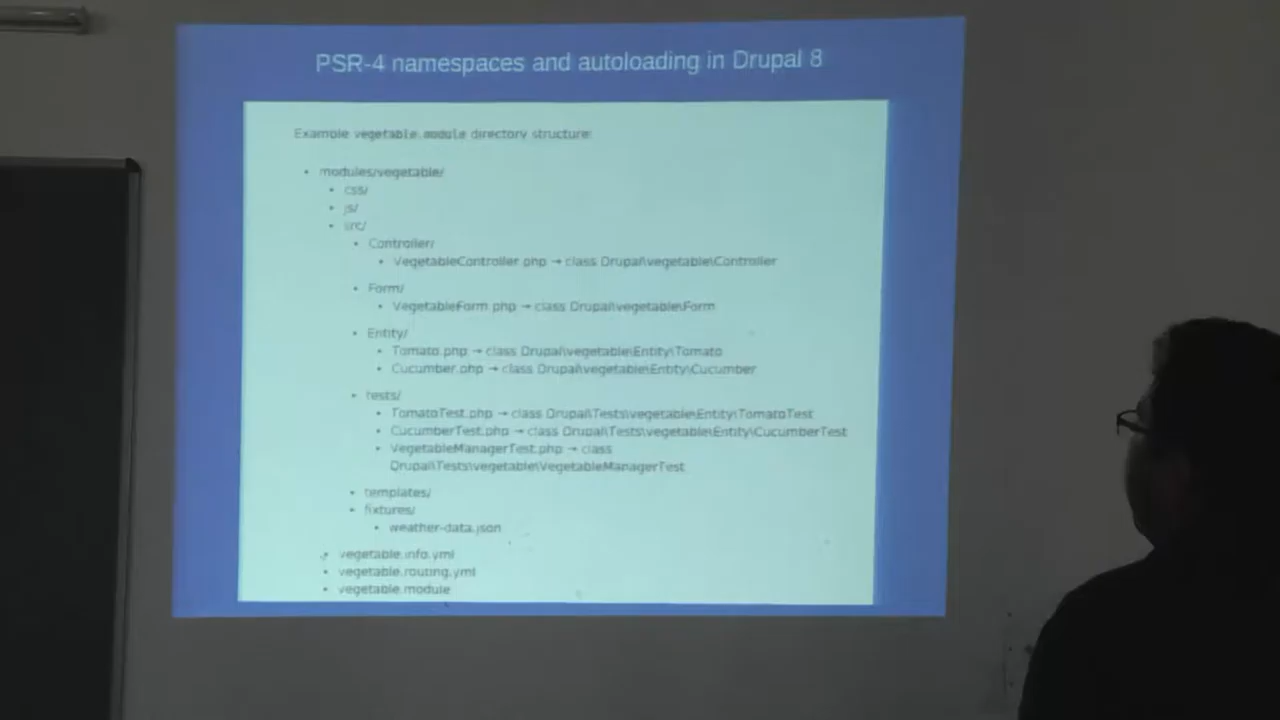 PSR-4 namespaces and autoloading in Drupal 8
Example vegetable.module directory structure:
• modules/vegetable/
• css/
• js/
• src/
• Controller/
• VegetableController.php → class Drupal\vegetable\Controller
• Form/
• VegetableForm.php → class Drupal\vegetable\Form
• Entity/
• Tomato.php → class Drupal\vegetable\Entity\Tomato
• Cucumber.php → class Drupal\vegetable\Entity\Cucumber
• tests/
• TomatoTest.php → class Drupal\Tests\vegetable\Entity\TomatoTest
• CucumberTest.php → class Drupal\Tests\vegetable\Entity\CucumberTest
• VegetableManagerTest.php → class
Drupal\Tests\vegetable\VegetableManagerTest
• templates/
• fixtures/
• weather-data.json
• vegetable.info.yml
• vegetable.routing.yml
• vegetable.module